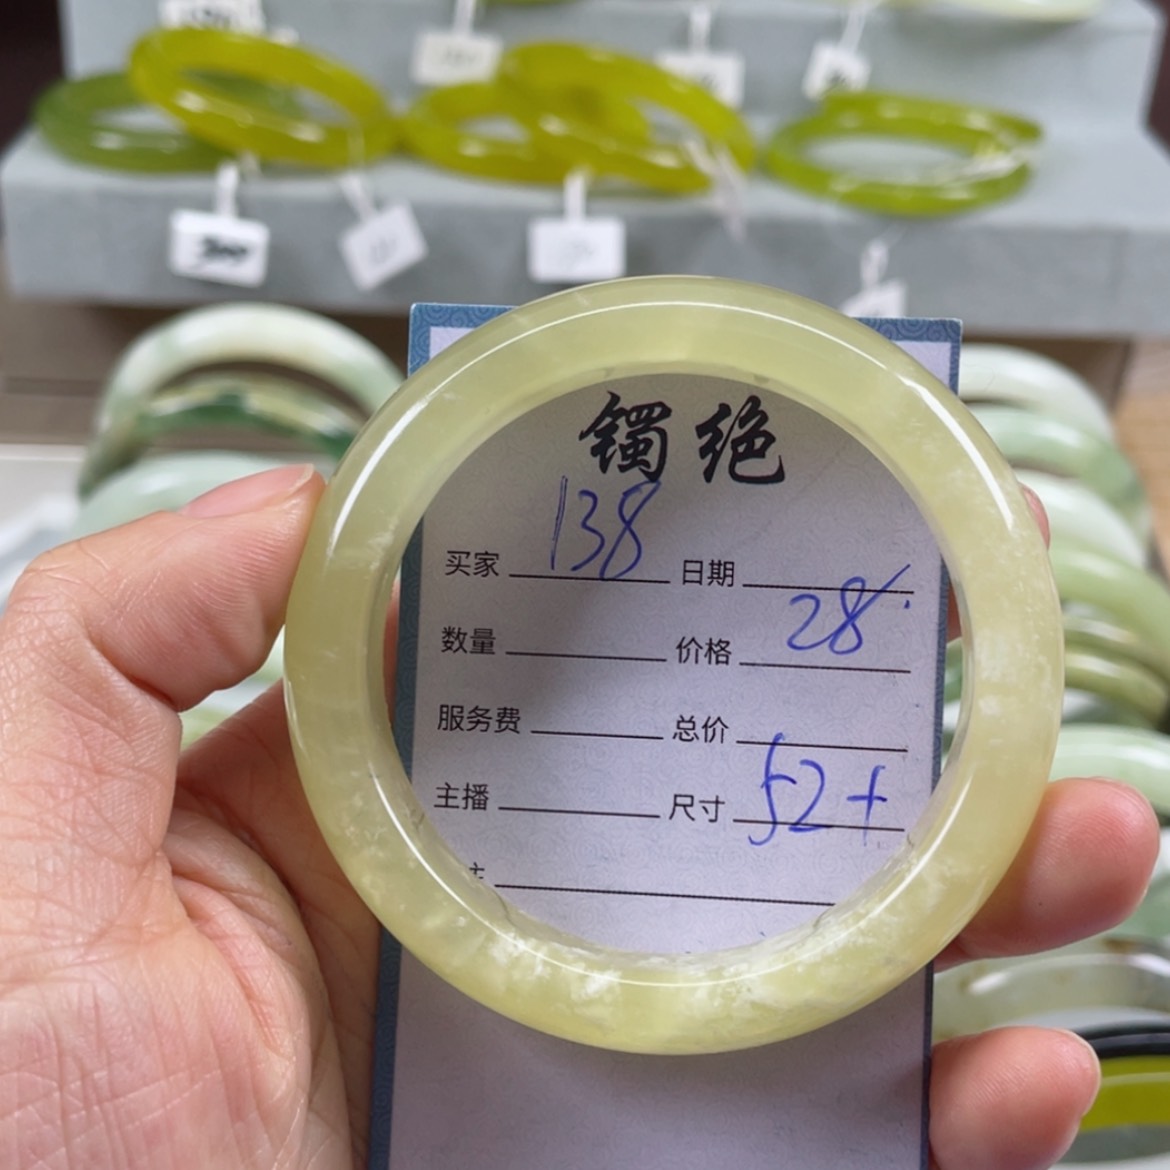 镯绝
138
买家 日期
28
数量 价格
服务费 总价
52+
主播 尺寸